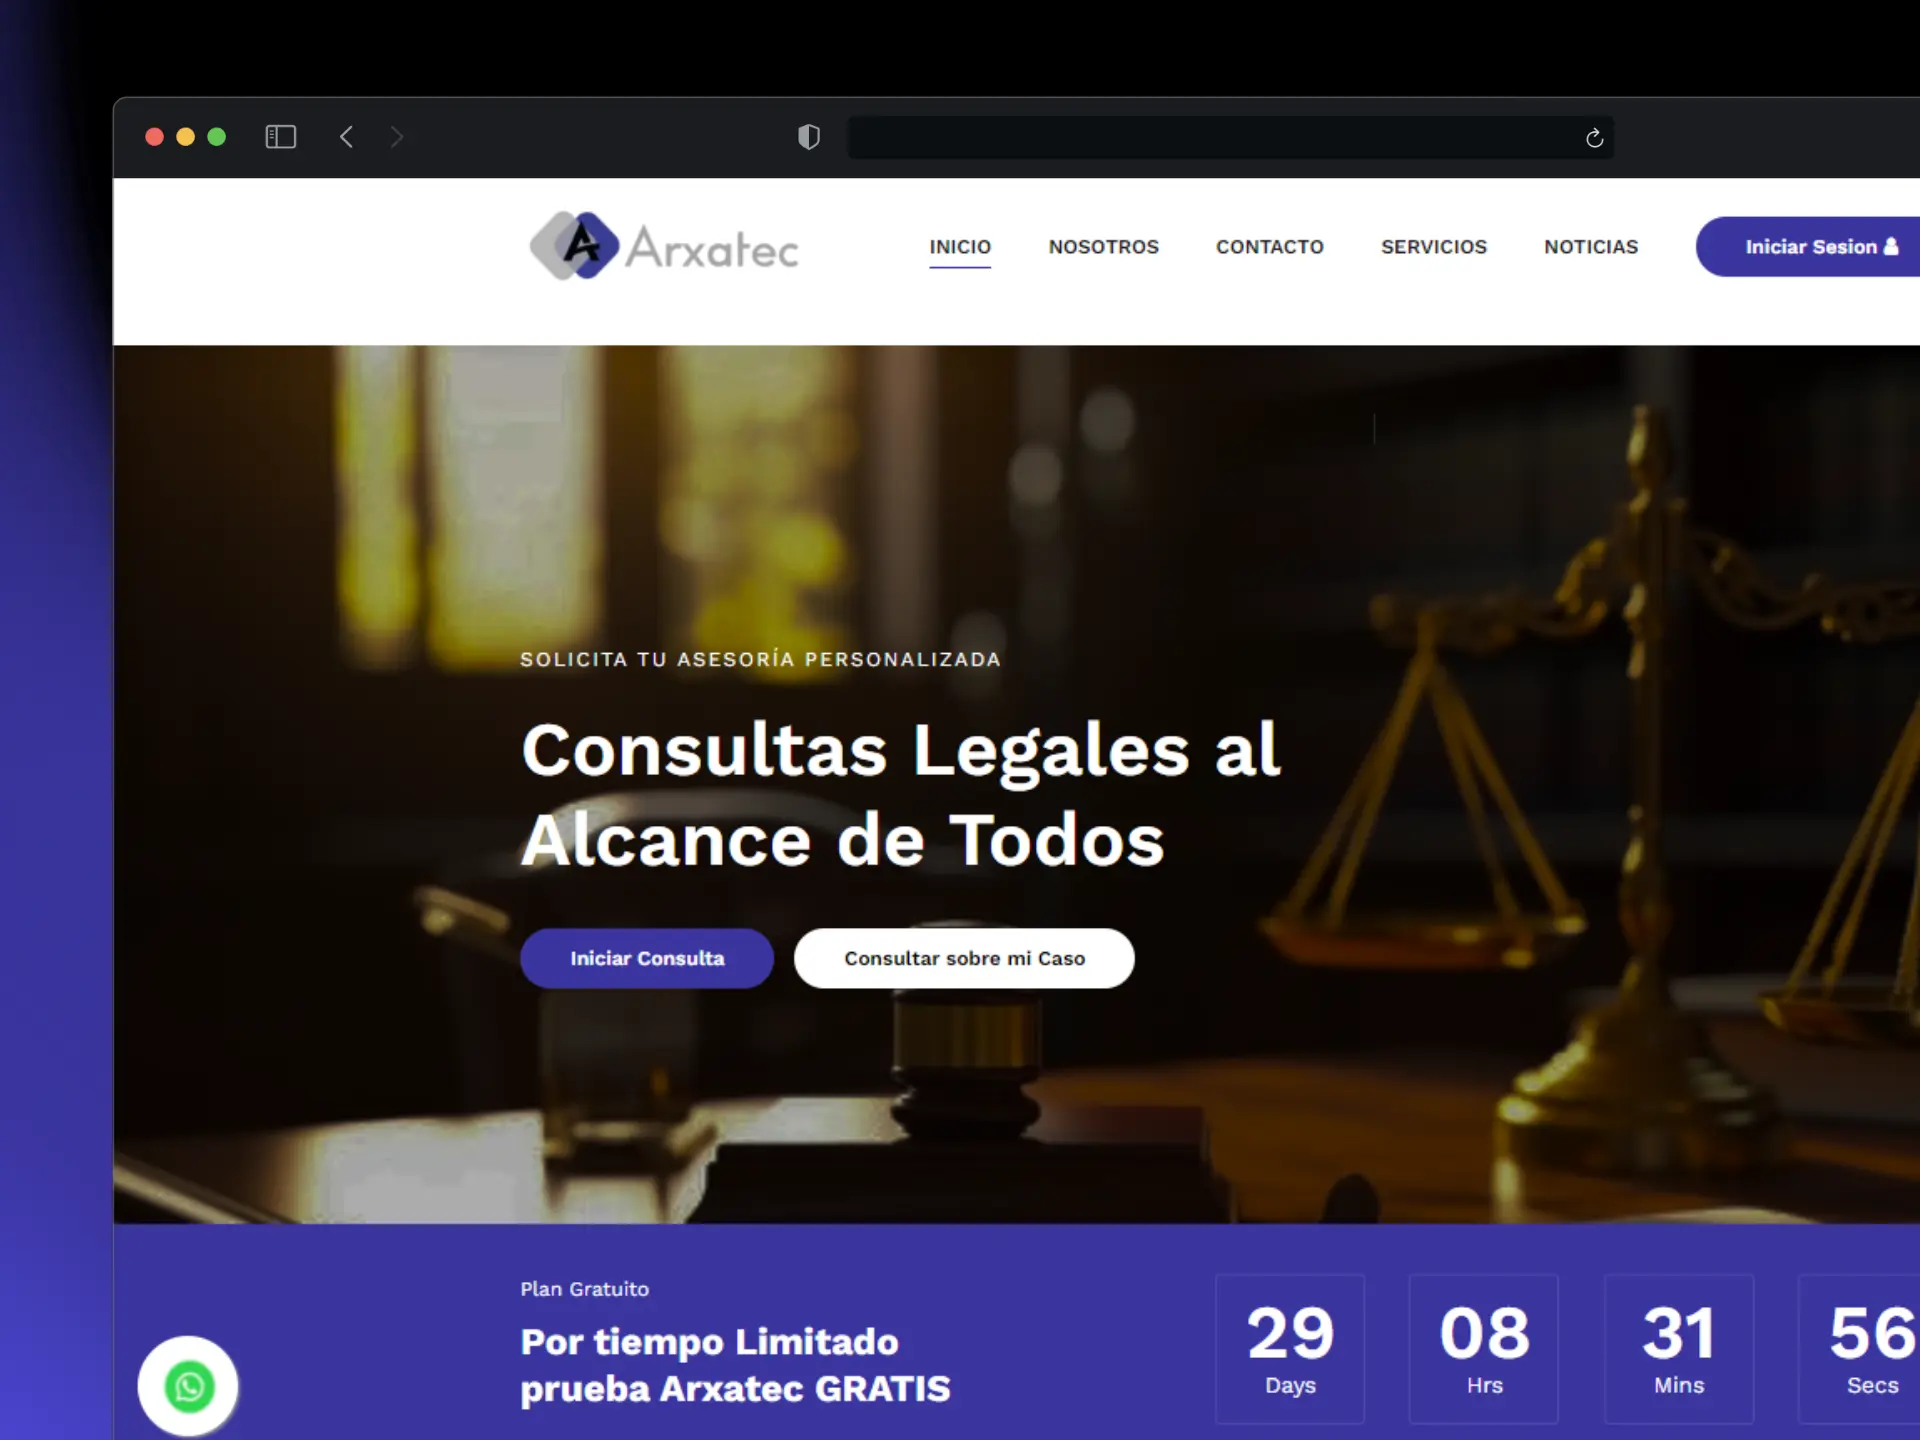 Arxatec
INICIO
NOSOTROS
CONTACTO
SERVICIOS
NOTICIAS
Iniciar Sesion
SOLICITA TU ASESORÍA PERSONALIZADA
Consultas Legales al
Alcance de Todos
Iniciar Consulta
Consultar sobre mi Caso
Plan Gratuito
Por tiempo Limitado
prueba Arxatec GRATIS
29
Days
08
Hrs
31
Mins
56
Secs